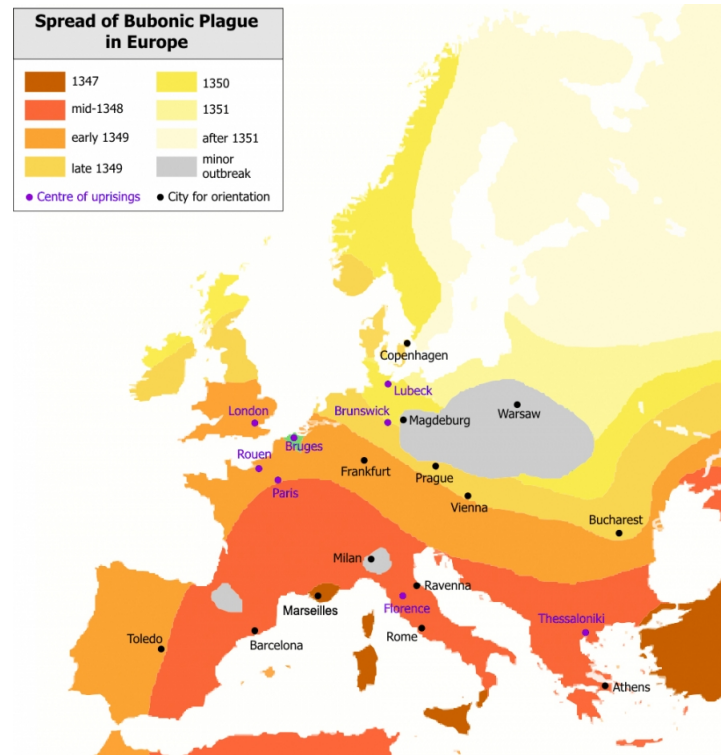 Spread of Bubonic Plague
in Europe
1347
mid-1348
early 1349
late 1349
1350
1351
after 1351
minor
outbreak
Centre of uprisings
City for orientation
Copenhagen
Lubeck
Brunswick
Magdeburg
Warsaw
London
Bruges
Rouen
Frankfurt
Prague
Paris
Vienna
Bucharest
Milan
Ravenna
Marseilles
Florence
Thessaloniki
Toledo
Barcelona
Rome
Athens